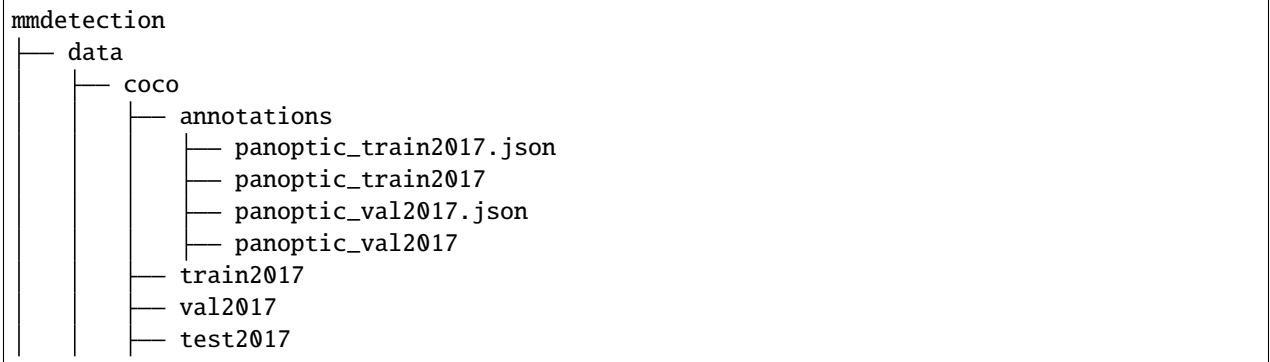 mmdetection
├── data
│   ├── coco
│   │   ├── annotations
│   │   │   ├── panoptic_train2017.json
│   │   │   ├── panoptic_train2017
│   │   │   ├── panoptic_val2017.json
│   │   │   ├── panoptic_val2017
│   │   ├── train2017
│   │   ├── val2017
│   │   ├── test2017